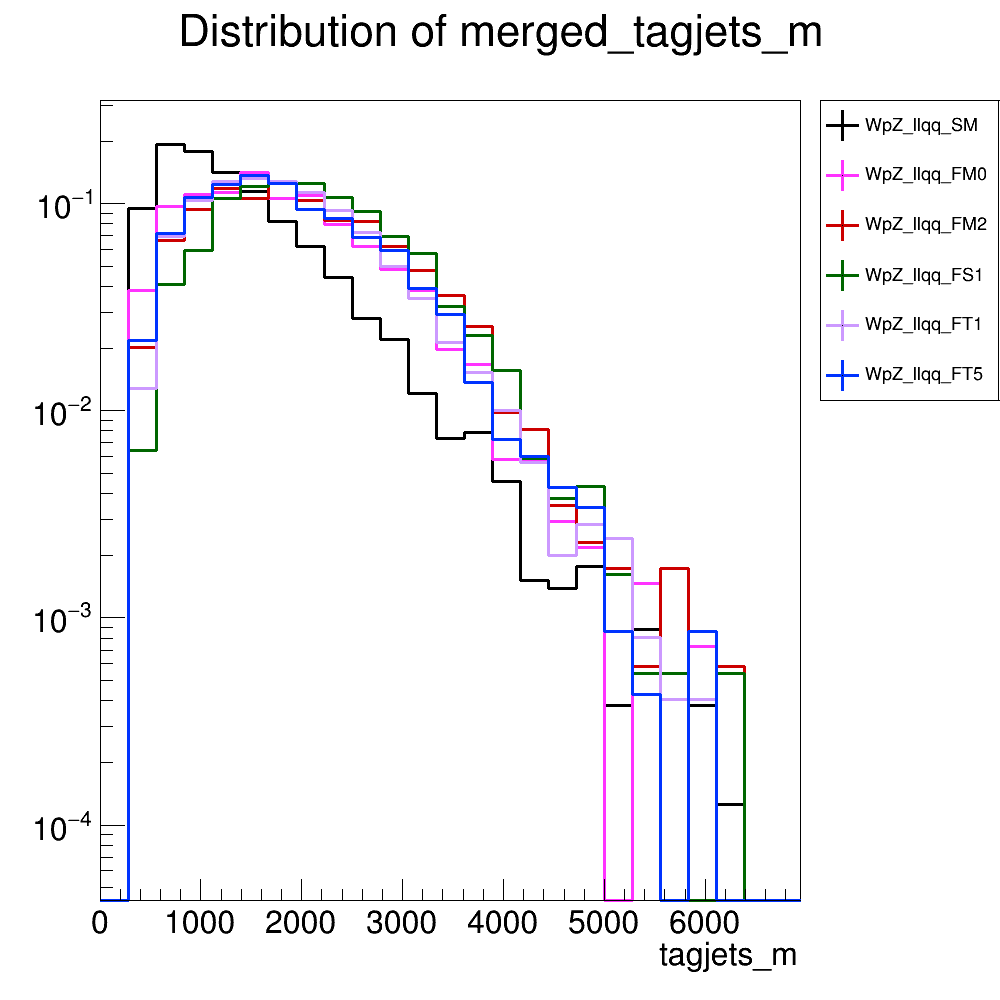 Distribution of merged_tagjets_m
WpZ_llqq_SM
WpZ_llqq_FM0
WpZ_llqq_FM2
WpZ_llqq_FS1
WpZ_llqq_FT1
WpZ_llqq_FT5
10⁻¹
10⁻²
10⁻³
10⁻⁴
0 1000 2000 3000 4000 5000 6000
tagjets_m